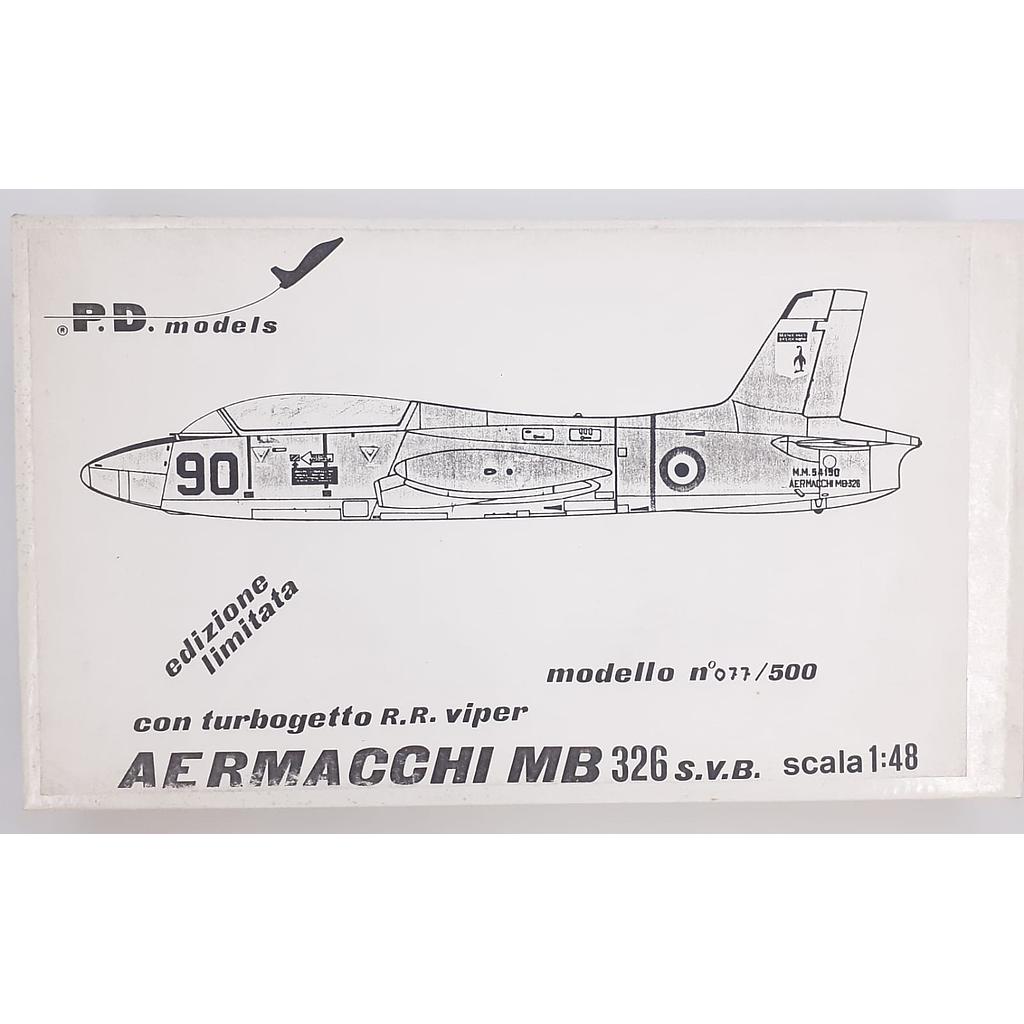 ® P.D. models
90
M.M. 54190
AERMACCHI MB326
edizione
limitata
modello n° 077/500
con turbogetto R.R. viper
AERMACCHI MB 326 S.V.B. scala 1:48